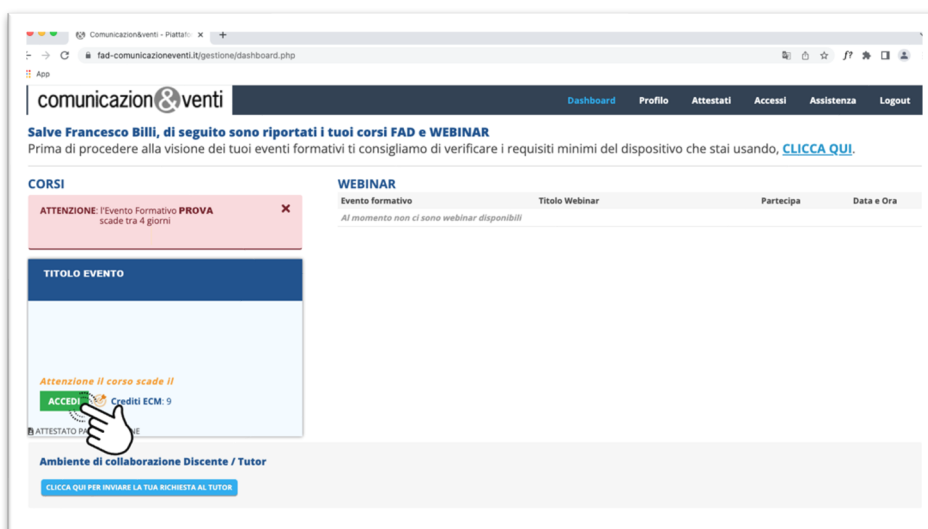 Comunicazion&venti - Piattafo
fad-comunicazioneventi.it/gestione/dashboard.php
App
comunicazion&venti
Dashboard Profilo Attestati Accessi Assistenza Logout
Salve Francesco Billi, di seguito sono riportati i tuoi corsi FAD e WEBINAR
Prima di procedere alla visione dei tuoi eventi formativi ti consigliamo di verificare i requisiti minimi del dispositivo che stai usando, CLICCA QUI.
CORSI
ATTENZIONE: l'Evento Formativo PROVA
scade tra 4 giorni
TITOLO EVENTO
Attenzione il corso scade il
ACCEDI Crediti ECM: 9
ATTESTATO PA NE
WEBINAR
Evento formativo Titolo Webinar Partecipa Data e Ora
Al momento non ci sono webinar disponibili
Ambiente di collaborazione Discente / Tutor
CLICCA QUI PER INVIARE LA TUA RICHIESTA AL TUTOR